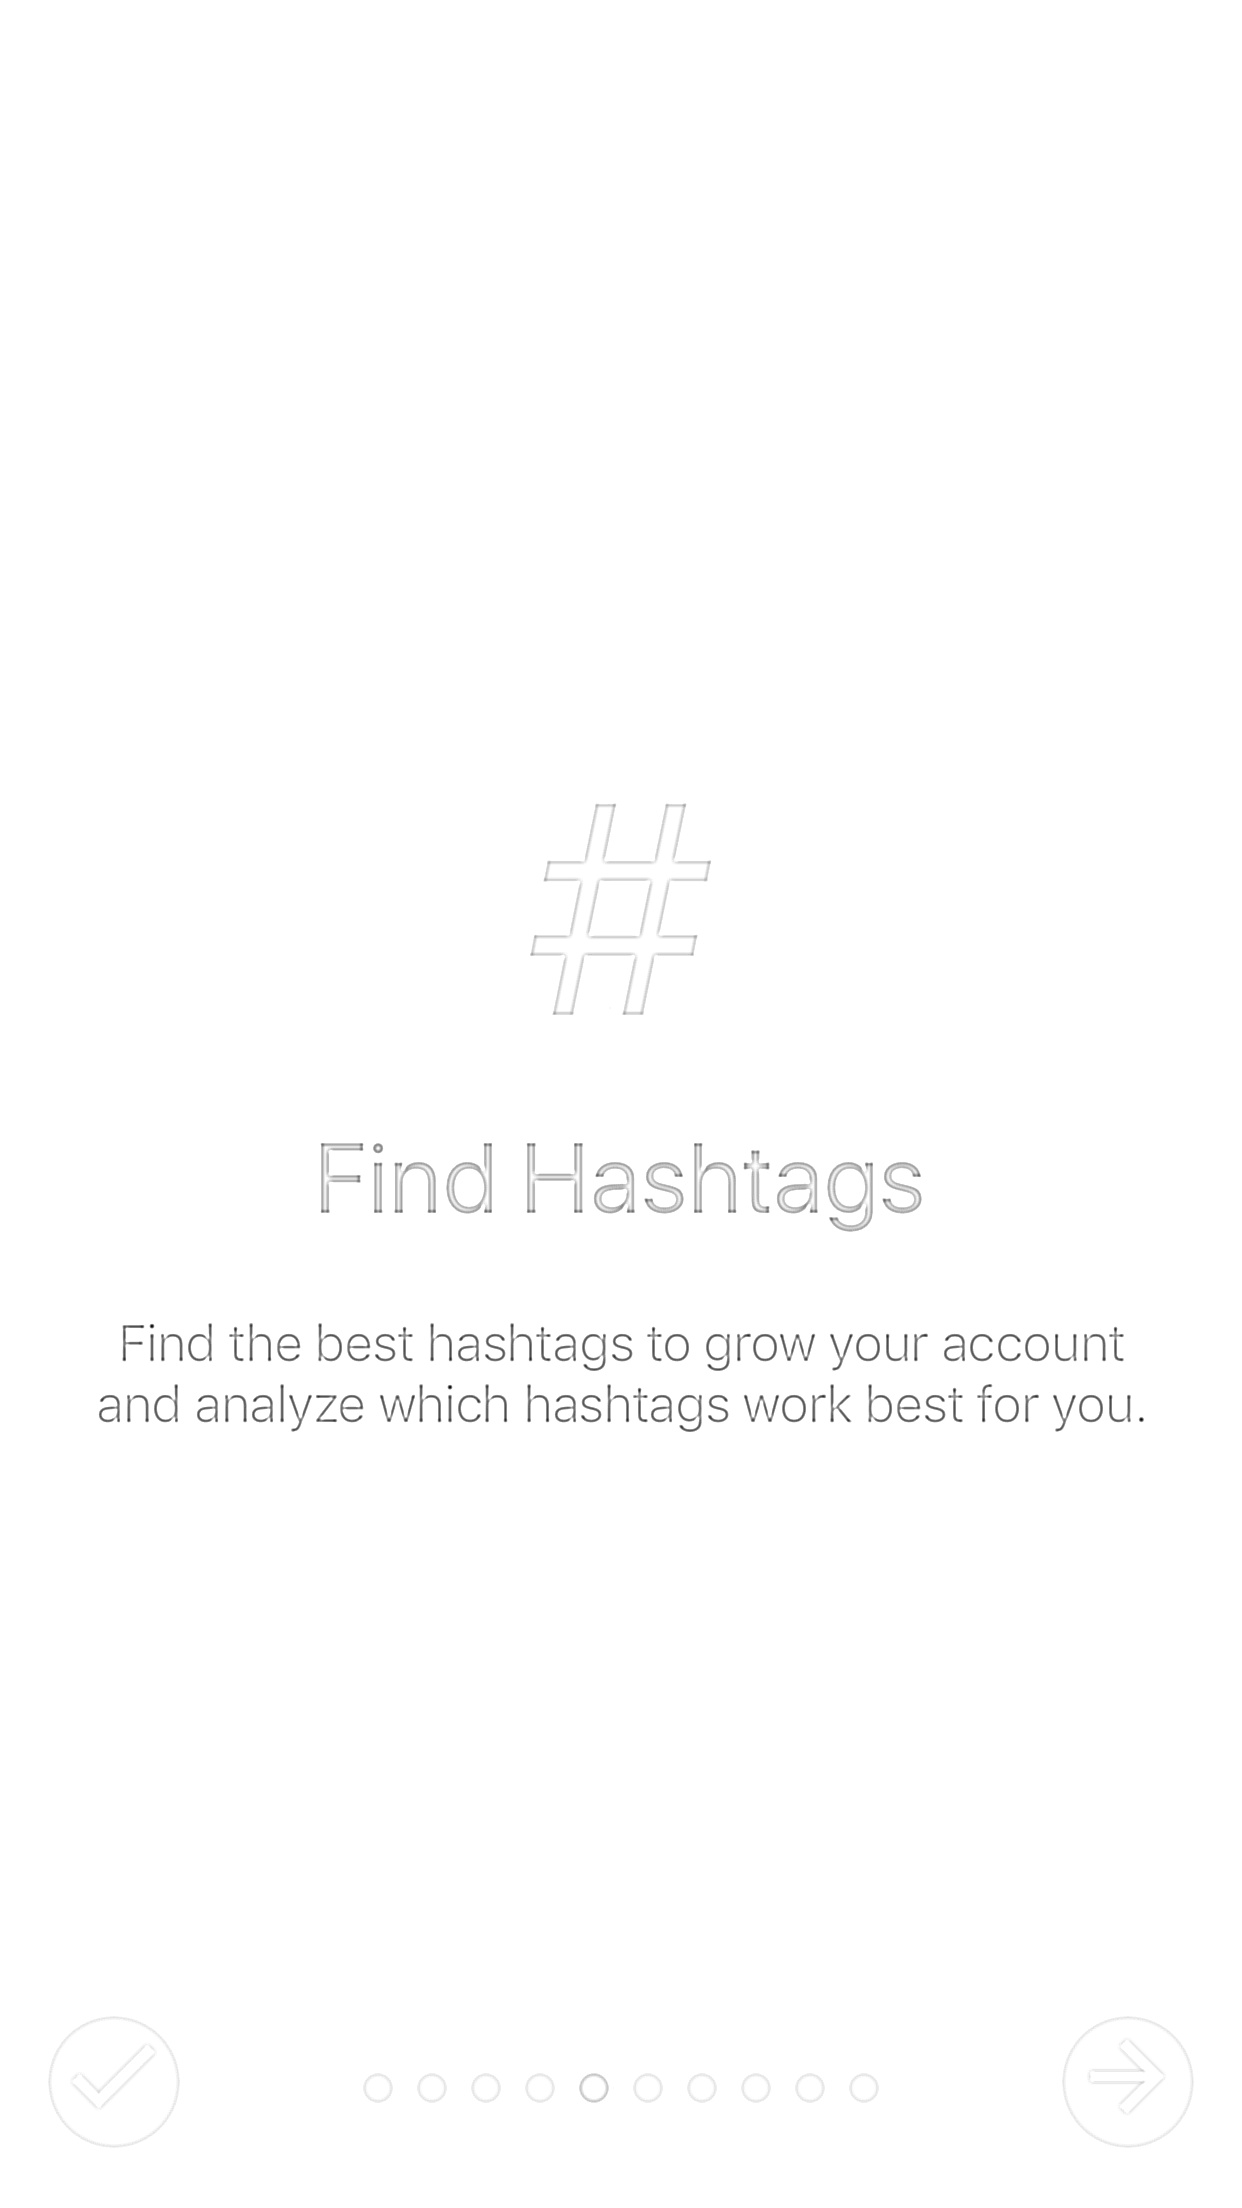 #
Find Hashtags
Find the best hashtags to grow your account
and analyze which hashtags work best for you.